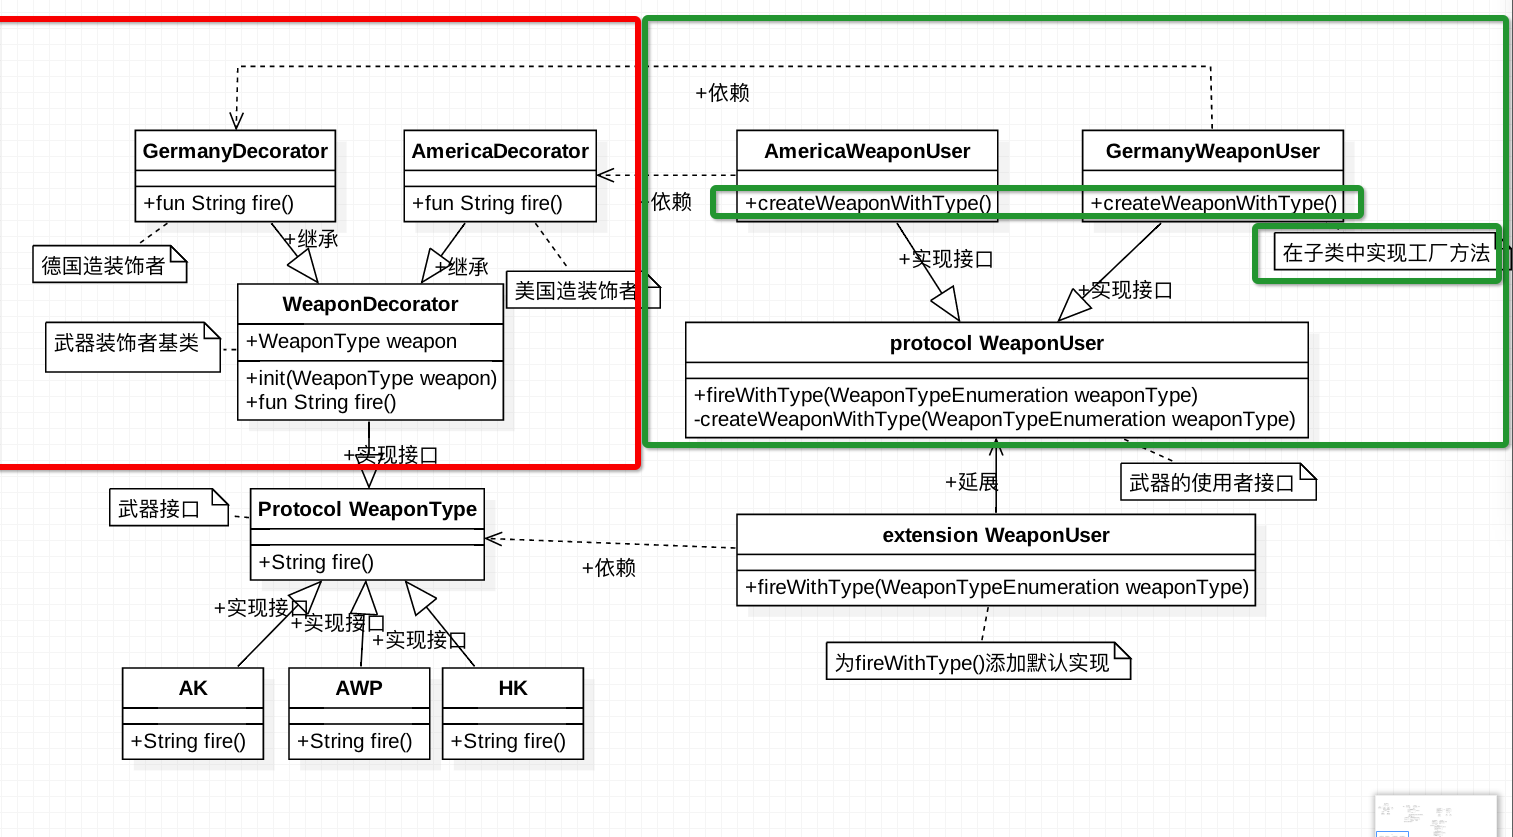 +依赖
GermanyDecorator
+fun String fire()
AmericaDecorator
+fun String fire()
AmericaWeaponUser
+createWeaponWithType()
GermanyWeaponUser
+createWeaponWithType()
依赖
+继承
+继承
德国造装饰者
美国造装饰者
+实现接口
+实现接口
在子类中实现工厂方法
WeaponDecorator
+WeaponType weapon
+init(WeaponType weapon)
+fun String fire()
武器装饰者基类
protocol WeaponUser
+fireWithType(WeaponTypeEnumeration weaponType)
-createWeaponWithType(WeaponTypeEnumeration weaponType)
+实现接口
+延展
武器的使用者接口
武器接口
Protocol WeaponType
+String fire()
+依赖
extension WeaponUser
+fireWithType(WeaponTypeEnumeration weaponType)
为fireWithType()添加默认实现
+实现接口
+实现接口
+实现接口
AK
+String fire()
AWP
+String fire()
HK
+String fire()